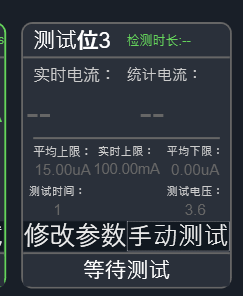 测试位3 检测时长:--
实时电流： 统计电流：
-- --
平均上限： 实时上限： 平均下限：
15.00uA 100.00mA 0.00uA
测试时间： 测试电压：
1 3.6
修改参数 手动测试
等待测试